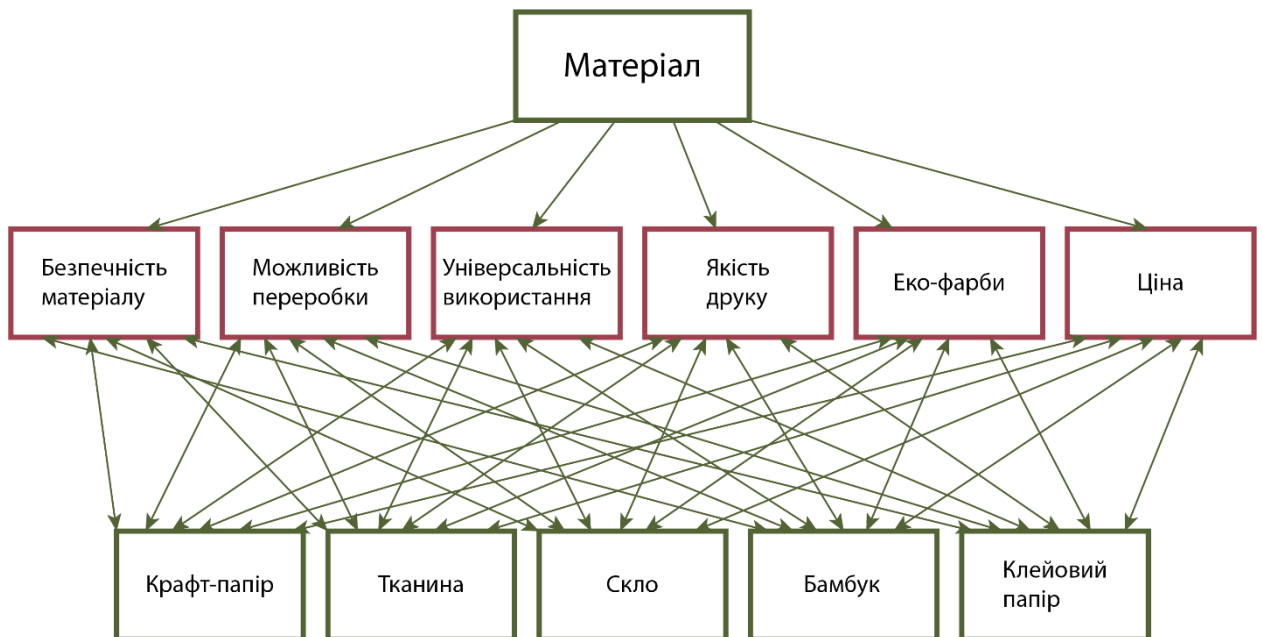 Матеріал
Безпечність
матеріалу
Можливість
переробки
Універсальність
використання
Якість
друку
Еко-фарби
Ціна
Крафт-папір
Тканина
Скло
Бамбук
Клейовий
папір